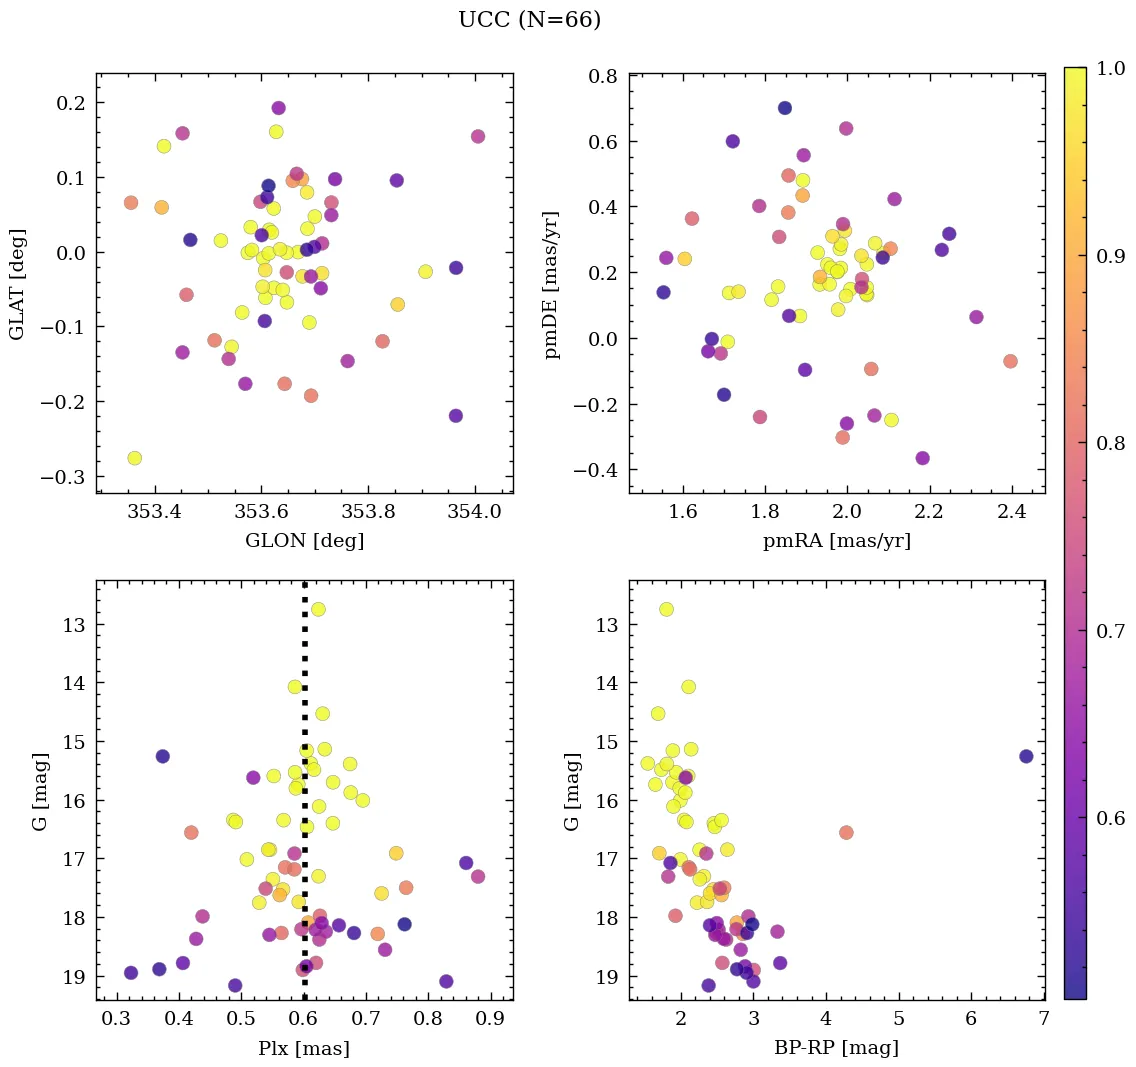 UCC (N=66)
0.2
0.1
0.0
−0.1
−0.2
−0.3
GLAT [deg]
353.4 353.6 353.8 354.0
GLON [deg]
0.8
0.6
0.4
0.2
0.0
−0.2
−0.4
pmDE [mas/yr]
1.6 1.8 2.0 2.2 2.4
pmRA [mas/yr]
1.0
0.9
0.8
0.7
0.6
13
14
15
16
17
18
19
G [mag]
0.3 0.4 0.5 0.6 0.7 0.8 0.9
Plx [mas]
13
14
15
16
17
18
19
G [mag]
2 3 4 5 6 7
BP-RP [mag]